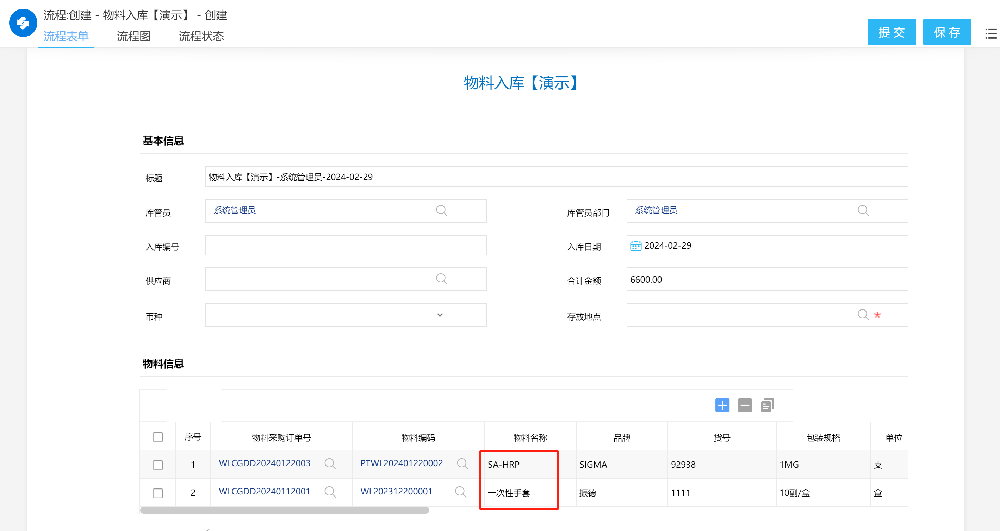 流程:创建 - 物料入库【演示】 - 创建
流程表单 流程图 流程状态
提交 保存
物料入库【演示】
基本信息
标题 物料入库【演示】-系统管理员-2024-02-29
库管员 系统管理员 库管员部门 系统管理员
入库编号 入库日期 2024-02-29
供应商 合计金额 6600.00
币种 存放地点 *
物料信息
序号 物料采购订单号 物料编码 物料名称 品牌 货号 包装规格 单位
1 WLCGDD20240122003 PTWL202401220002 SA-HRP SIGMA 92938 1MG 支
2 WLCGDD20240112001 WL202312200001 一次性手套 振德 1111 10副/盒 盒